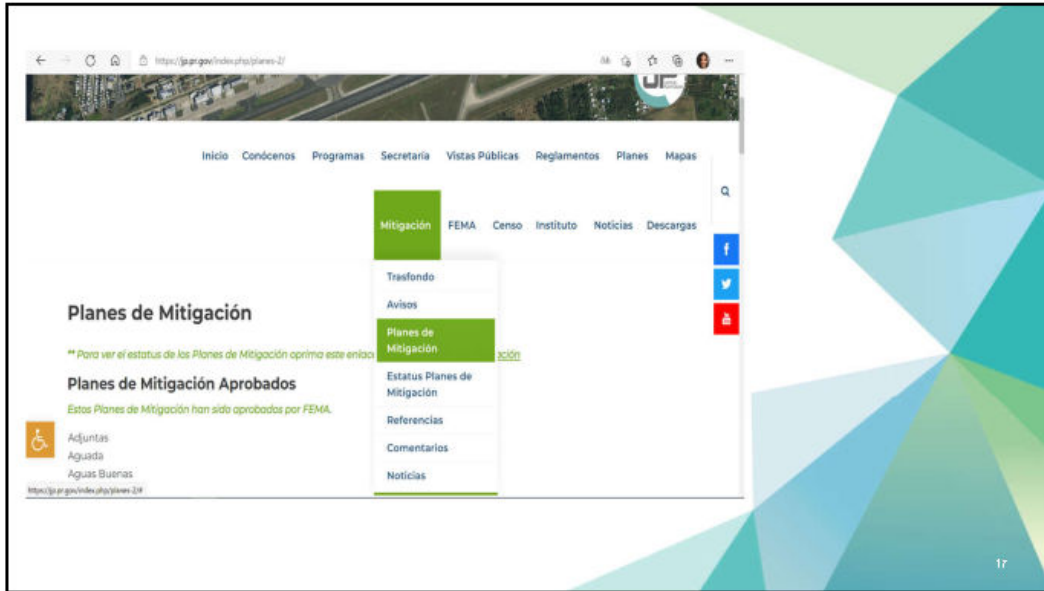 https://jp.pr.gov/index.php/planes-2/
JP
Inicio Conócenos Programas Secretaría Vistas Públicas Reglamentos Planes Mapas
Mitigación FEMA Censo Instituto Noticias Descargas
Trasfondo
Avisos
Planes de
Mitigación
Estatus Planes de
Mitigación
Referencias
Comentarios
Noticias
Planes de Mitigación
** Para ver el estatus de los Planes de Mitigación oprima este enlac ación
Planes de Mitigación Aprobados
Estos Planes de Mitigación han sido aprobados por FEMA.
Adjuntas
Aguada
Aguas Buenas
https://jp.pr.gov/index.php/planes-2/#
17